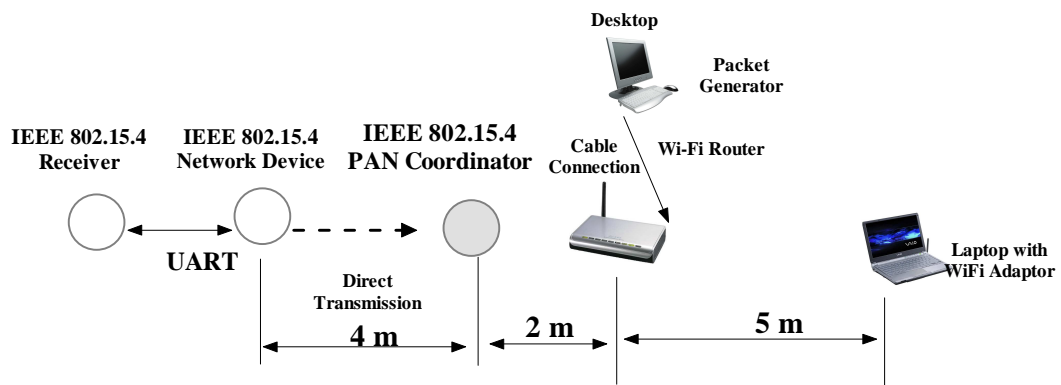 Desktop
Packet
Generator
IEEE 802.15.4
Receiver
IEEE 802.15.4
Network Device
IEEE 802.15.4
PAN Coordinator
Cable
Connection
Wi-Fi Router
UART
Laptop with
WiFi Adaptor
Direct
Transmission
4 m
2 m
5 m